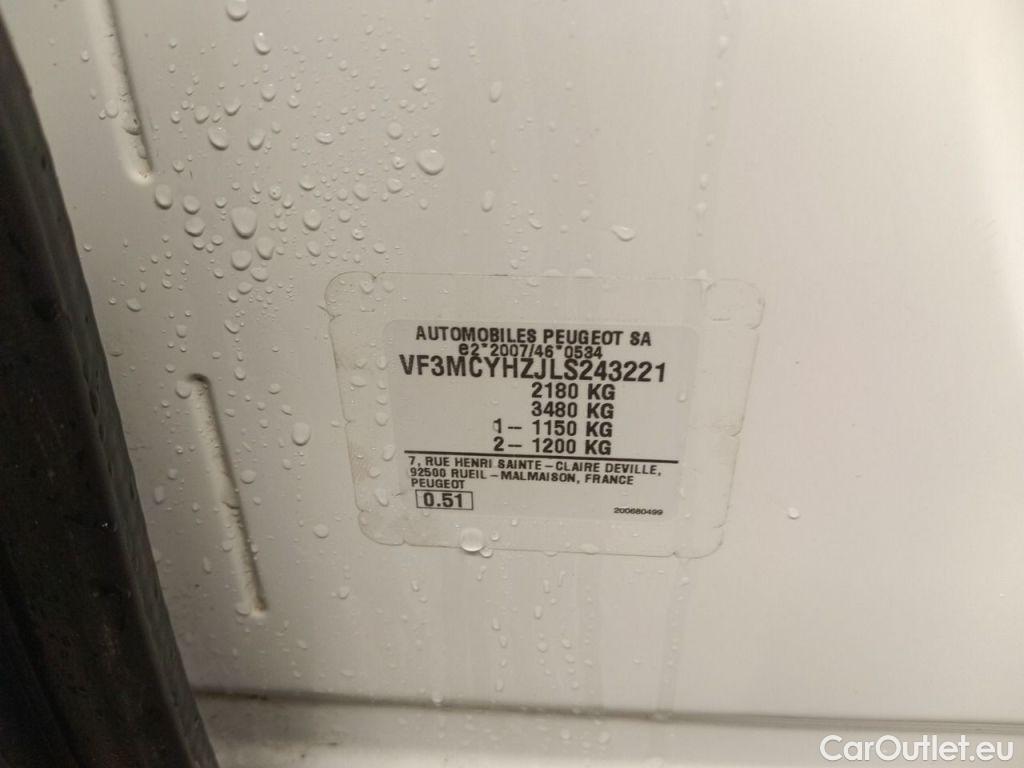 AUTOMOBILES PEUGEOT SA
e2*2007/46*0534
VF3MCYHZJLS243221
2180 KG
3480 KG
1-- 1150 KG
2-- 1200 KG
7, RUE HENRI SAINTE-CLAIRE DEVILLE,
92500 RUEIL-MALMAISON, FRANCE
PEUGEOT
0.51
200680499
CarOutlet.eu